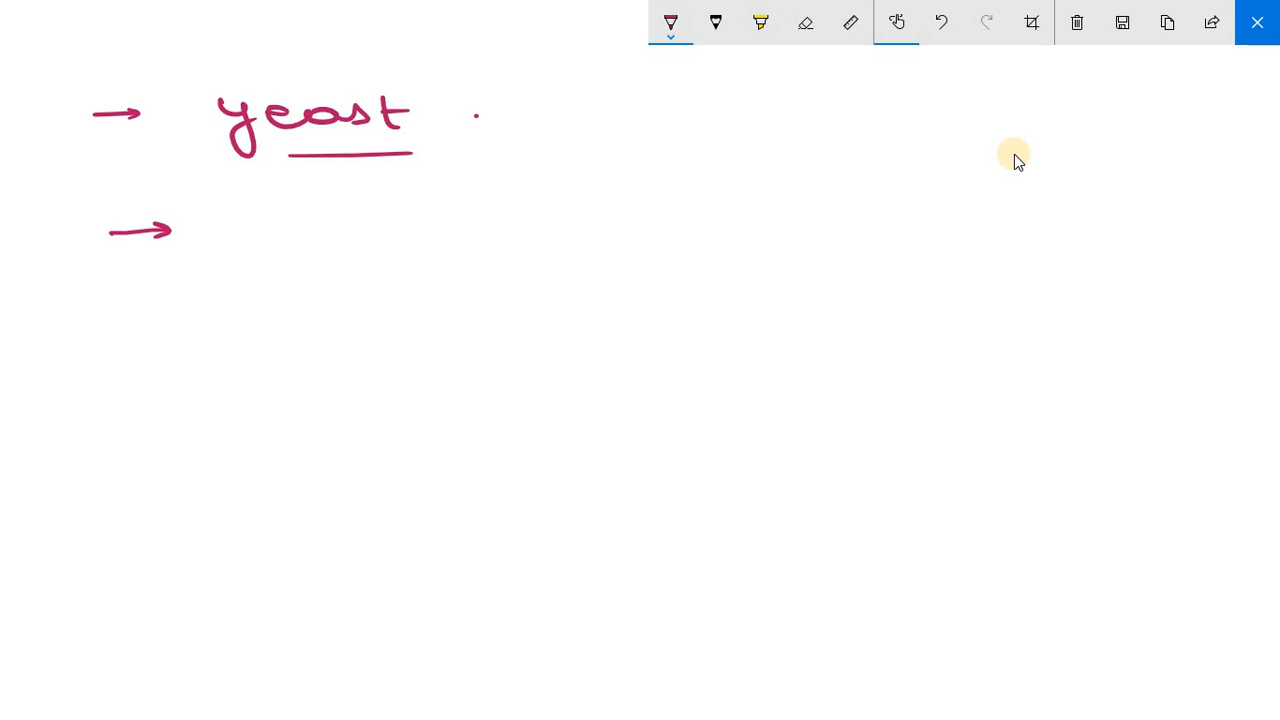 → yeast .
→